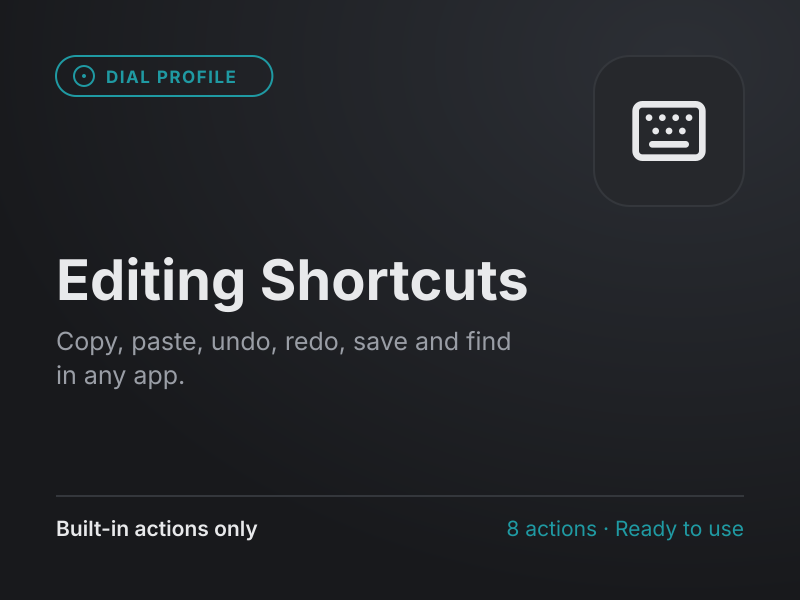 DIAL PROFILE
Editing Shortcuts
Copy, paste, undo, redo, save and find
in any app.
Built-in actions only
8 actions · Ready to use